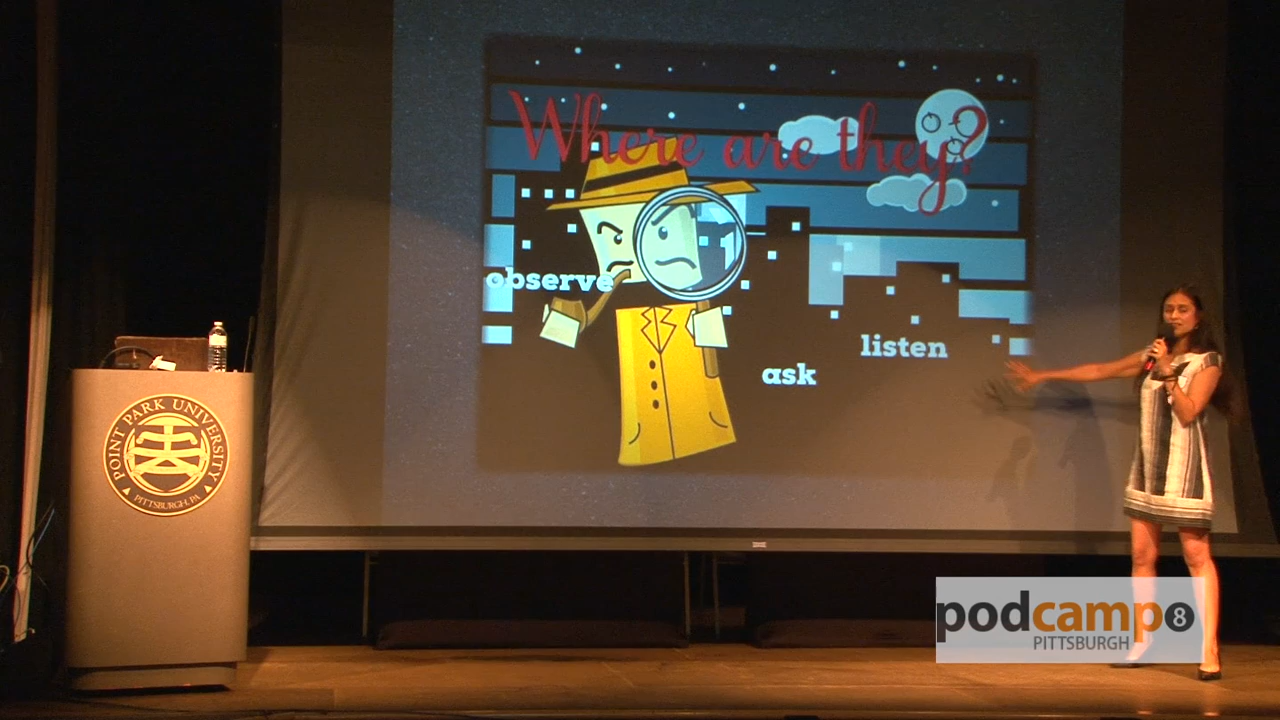 Where are they?
observe
listen
ask
POINT PARK UNIVERSITY
PITTSBURGH, PA
podcamp8
PITTSBURGH